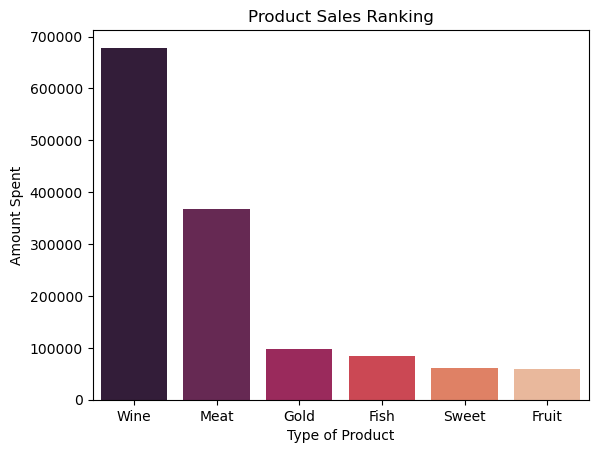 Product Sales Ranking
Amount Spent
700000
600000
500000
400000
300000
200000
100000
0
Wine Meat Gold Fish Sweet Fruit
Type of Product